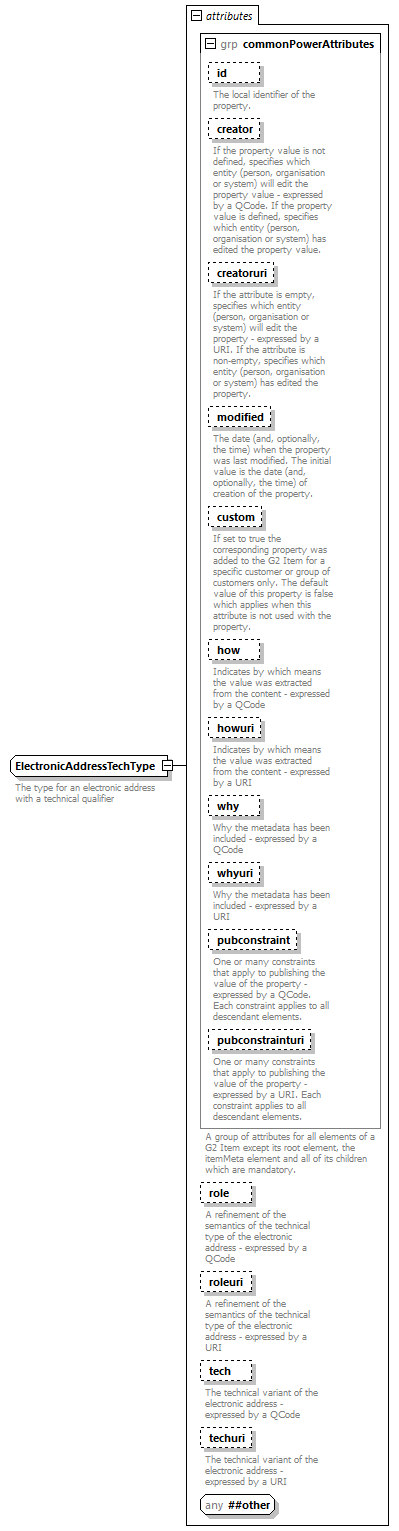 attributes
grp commonPowerAttributes
id
The local identifier of the
property.
creator
If the property value is not
defined, specifies which
entity (person, organisation
or system) will edit the
property value - expressed
by a QCode. If the property
value is defined, specifies
which entity (person,
organisation or system) has
edited the property value.
creatoruri
If the attribute is empty,
specifies which entity
(person, organisation or
system) will edit the
property - expressed by a
URI. If the attribute is
non-empty, specifies which
entity (person, organisation
or system) has edited the
property.
modified
The date (and, optionally,
the time) when the property
was last modified. The initial
value is the date (and,
optionally, the time) of
creation of the property.
custom
If set to true the
corresponding property was
added to the G2 Item for a
specific customer or group of
customers only. The default
value of this property is false
which applies when this
attribute is not used with the
property.
how
Indicates by which means
the value was extracted
from the content - expressed
by a QCode
howuri
Indicates by which means
the value was extracted
from the content - expressed
by a URI
ElectronicAddressTechType
The type for an electronic address
with a technical qualifier
why
Why the metadata has been
included - expressed by a
QCode
whyuri
Why the metadata has been
included - expressed by a
URI
pubconstraint
One or many constraints
that apply to publishing the
value of the property -
expressed by a QCode.
Each constraint applies to all
descendant elements.
pubconstrainturi
One or many constraints
that apply to publishing the
value of the property -
expressed by a URI. Each
constraint applies to all
descendant elements.
A group of attributes for all elements of a
G2 Item except its root element, the
itemMeta element and all of its children
which are mandatory.
role
A refinement of the
semantics of the technical
type of the electronic
address - expressed by a
QCode
roleuri
A refinement of the
semantics of the technical
type of the electronic
address - expressed by a
URI
tech
The technical variant of the
electronic address -
expressed by a QCode
techuri
The technical variant of the
electronic address -
expressed by a URI
any ##other